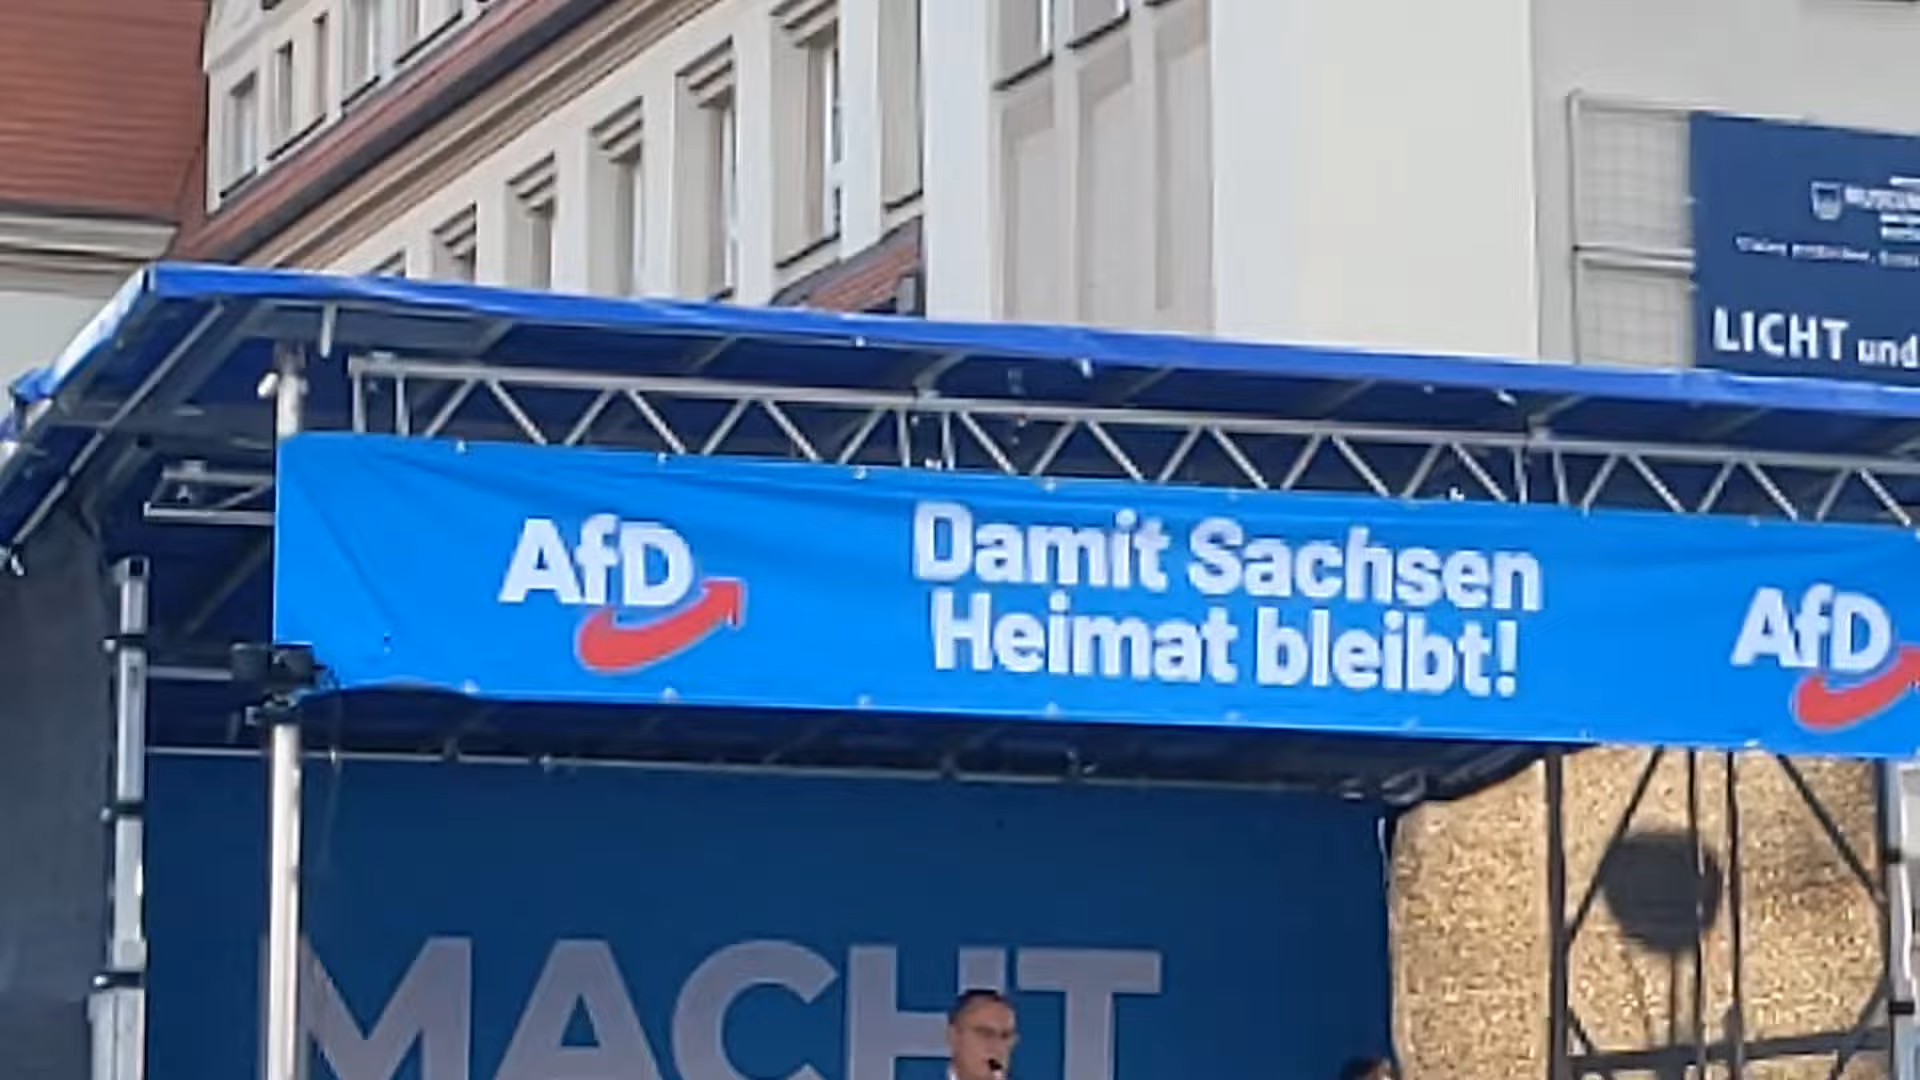 LICHT und
AfD
Damit Sachsen
Heimat bleibt!
AfD
MACHT